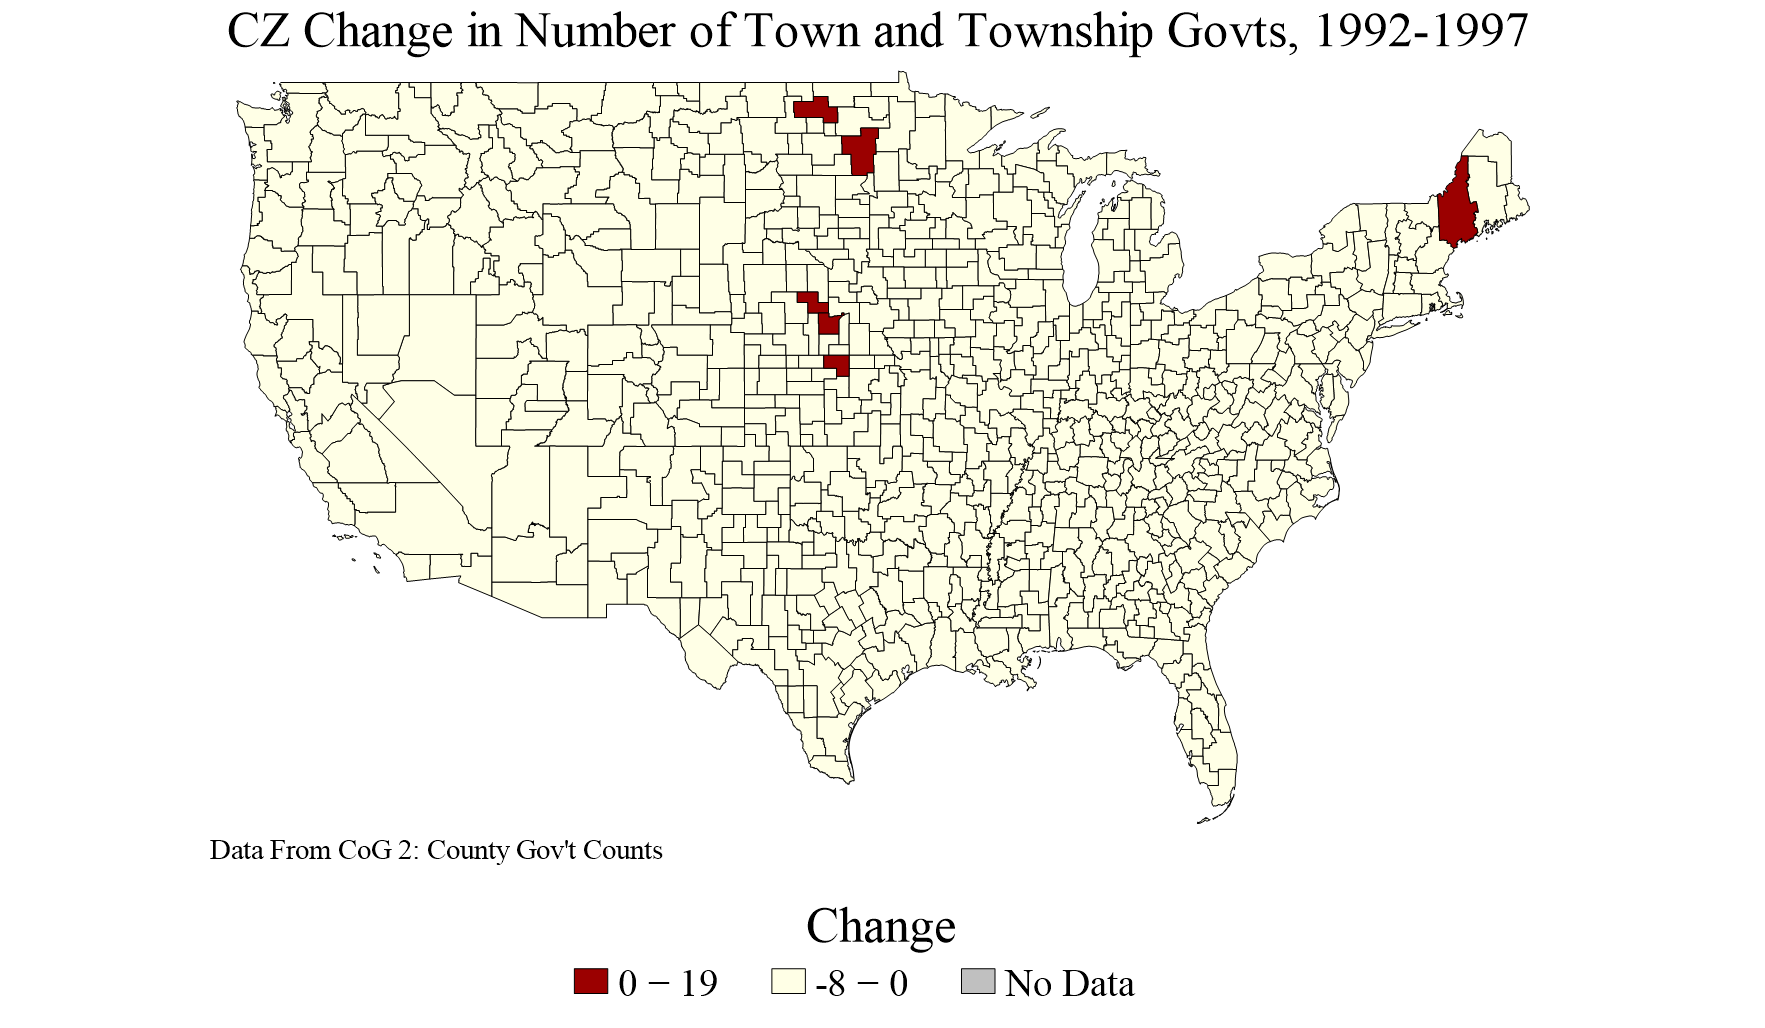 CZ Change in Number of Town and Township Govts, 1992-1997
Data From CoG 2: County Gov't Counts
Change
0 − 19
-8 − 0
No Data